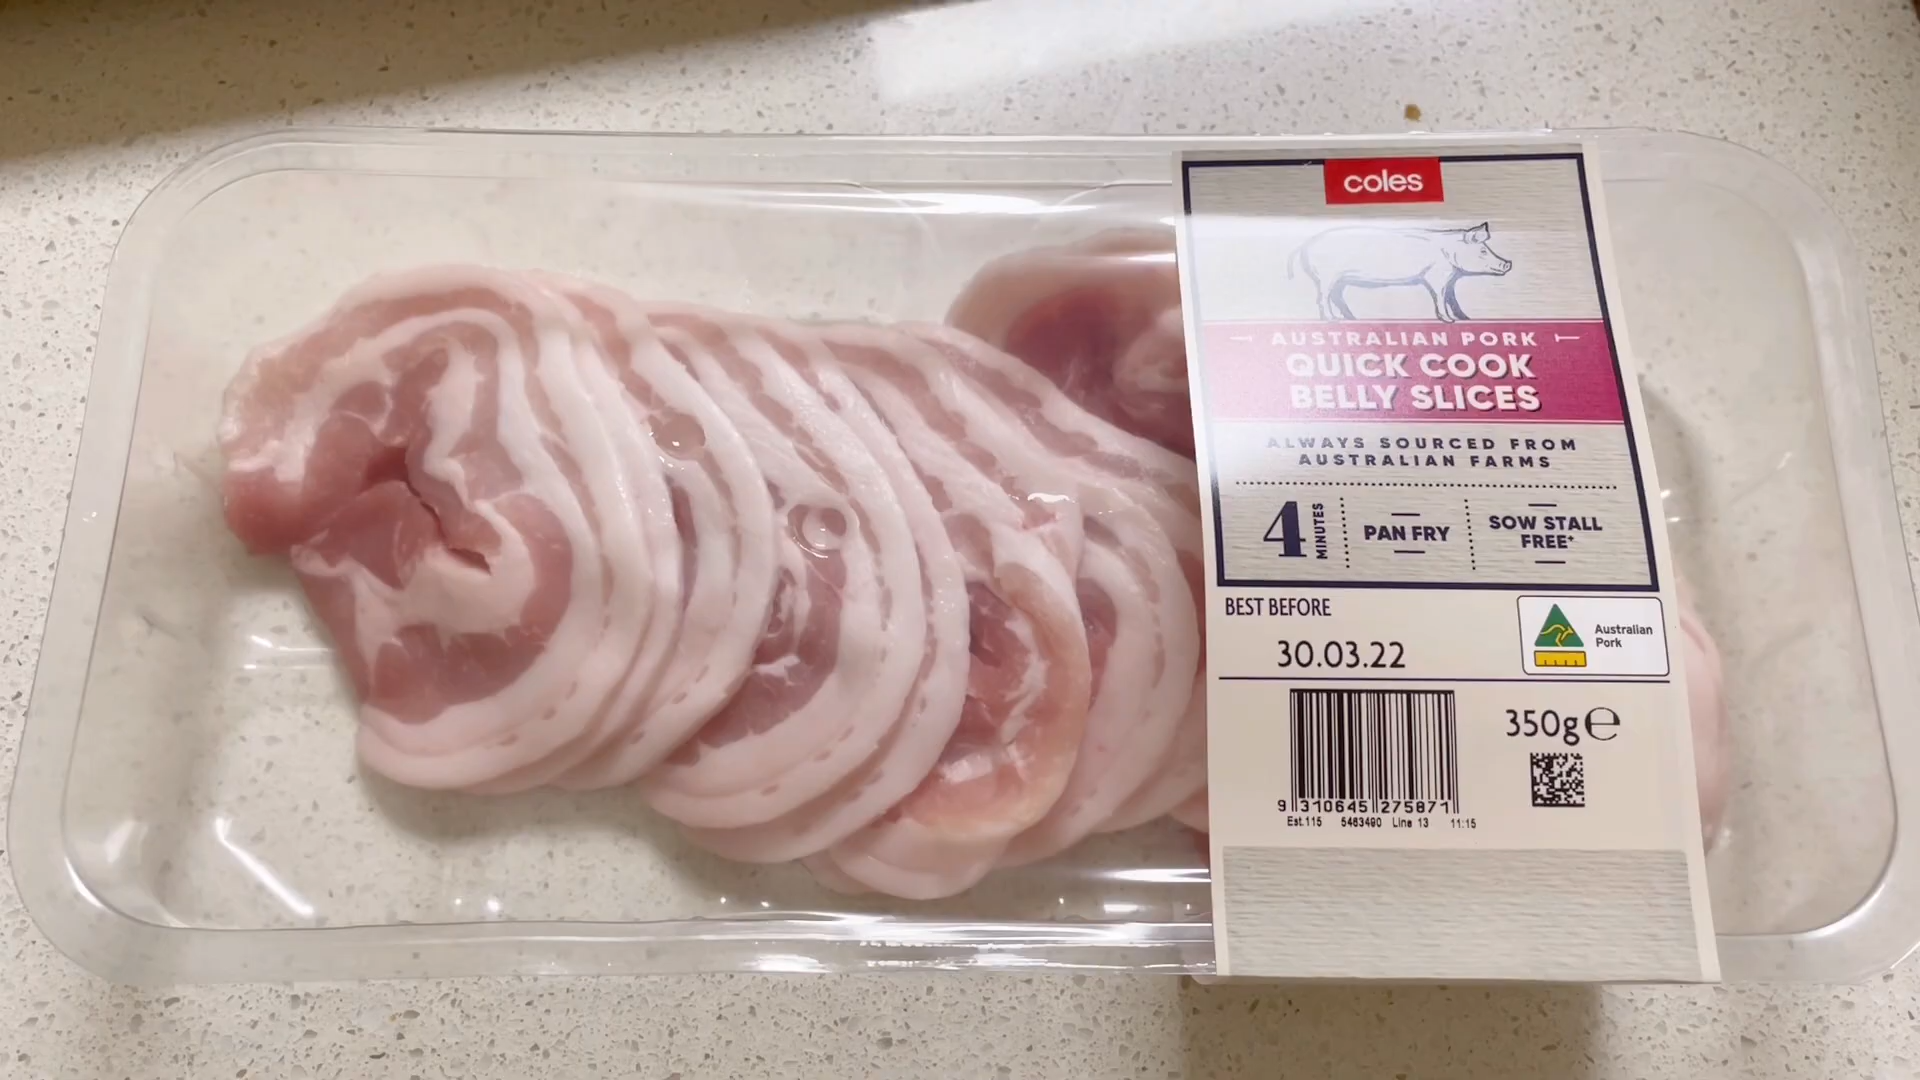 coles
AUSTRALIAN PORK
QUICK COOK
BELLY SLICES
ALWAYS SOURCED FROM
AUSTRALIAN FARMS
4 MINUTES
PAN FRY
SOW STALL
FREE+
BEST BEFORE
30.03.22
Australian
Pork
350g e
9 310645 275871
Est.115 5463490 Line 13 11:15